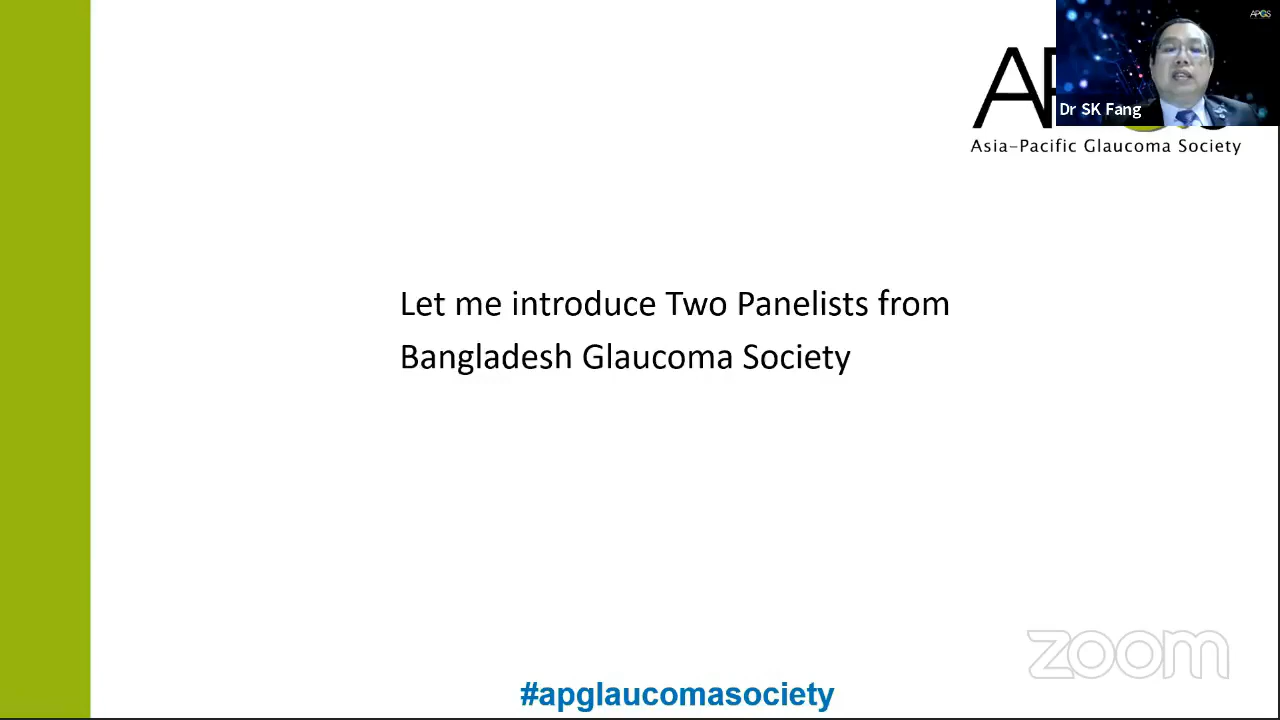 APGS
Dr SK Fang
Asia-Pacific Glaucoma Society
Let me introduce Two Panelists from
Bangladesh Glaucoma Society
zoom
#apglaucomasociety